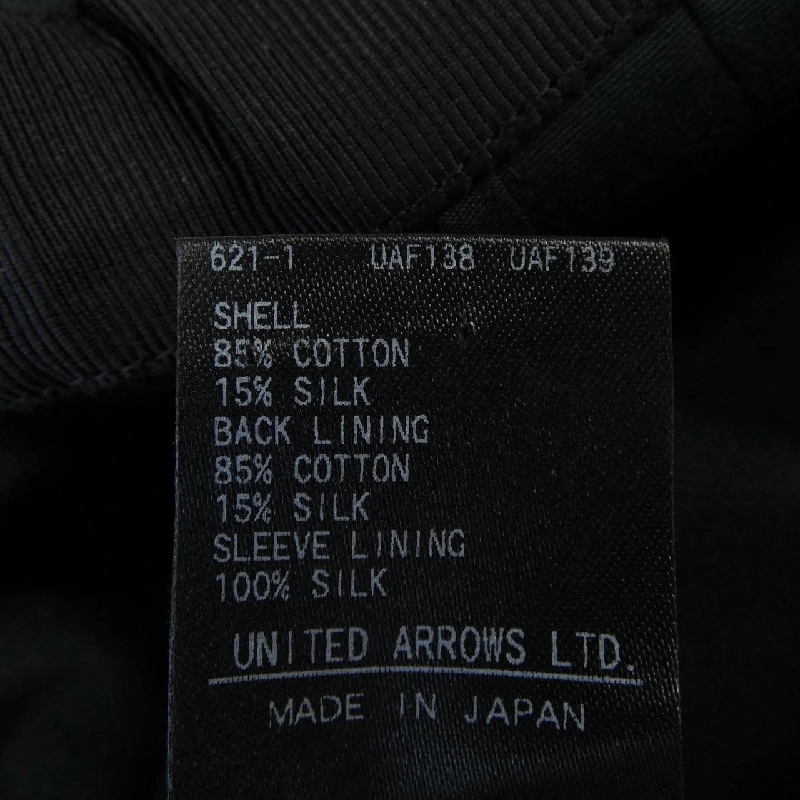 621-1 UAF138 UAF139
SHELL
85% COTTON
15% SILK
BACK LINING
85% COTTON
15% SILK
SLEEVE LINING
100% SILK
UNITED ARROWS LTD.
MADE IN JAPAN